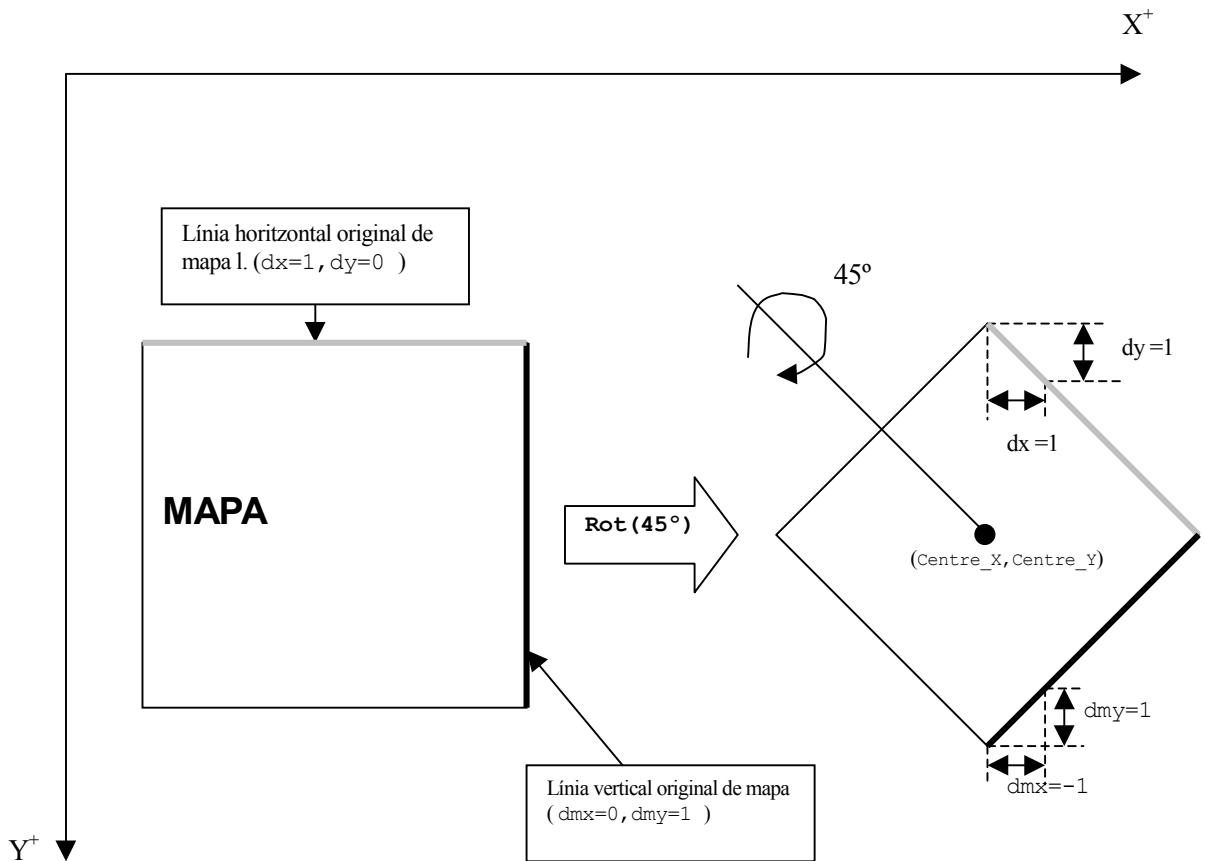 X+
Línia horitzontal original de
mapa l. (dx=1,dy=0 )
45º
dy =1
dx =1
MAPA
Rot(45º)
(Centre_X,Centre_Y)
dmy=1
dmx=-1
Línia vertical original de mapa
( dmx=0,dmy=1 )
Y+